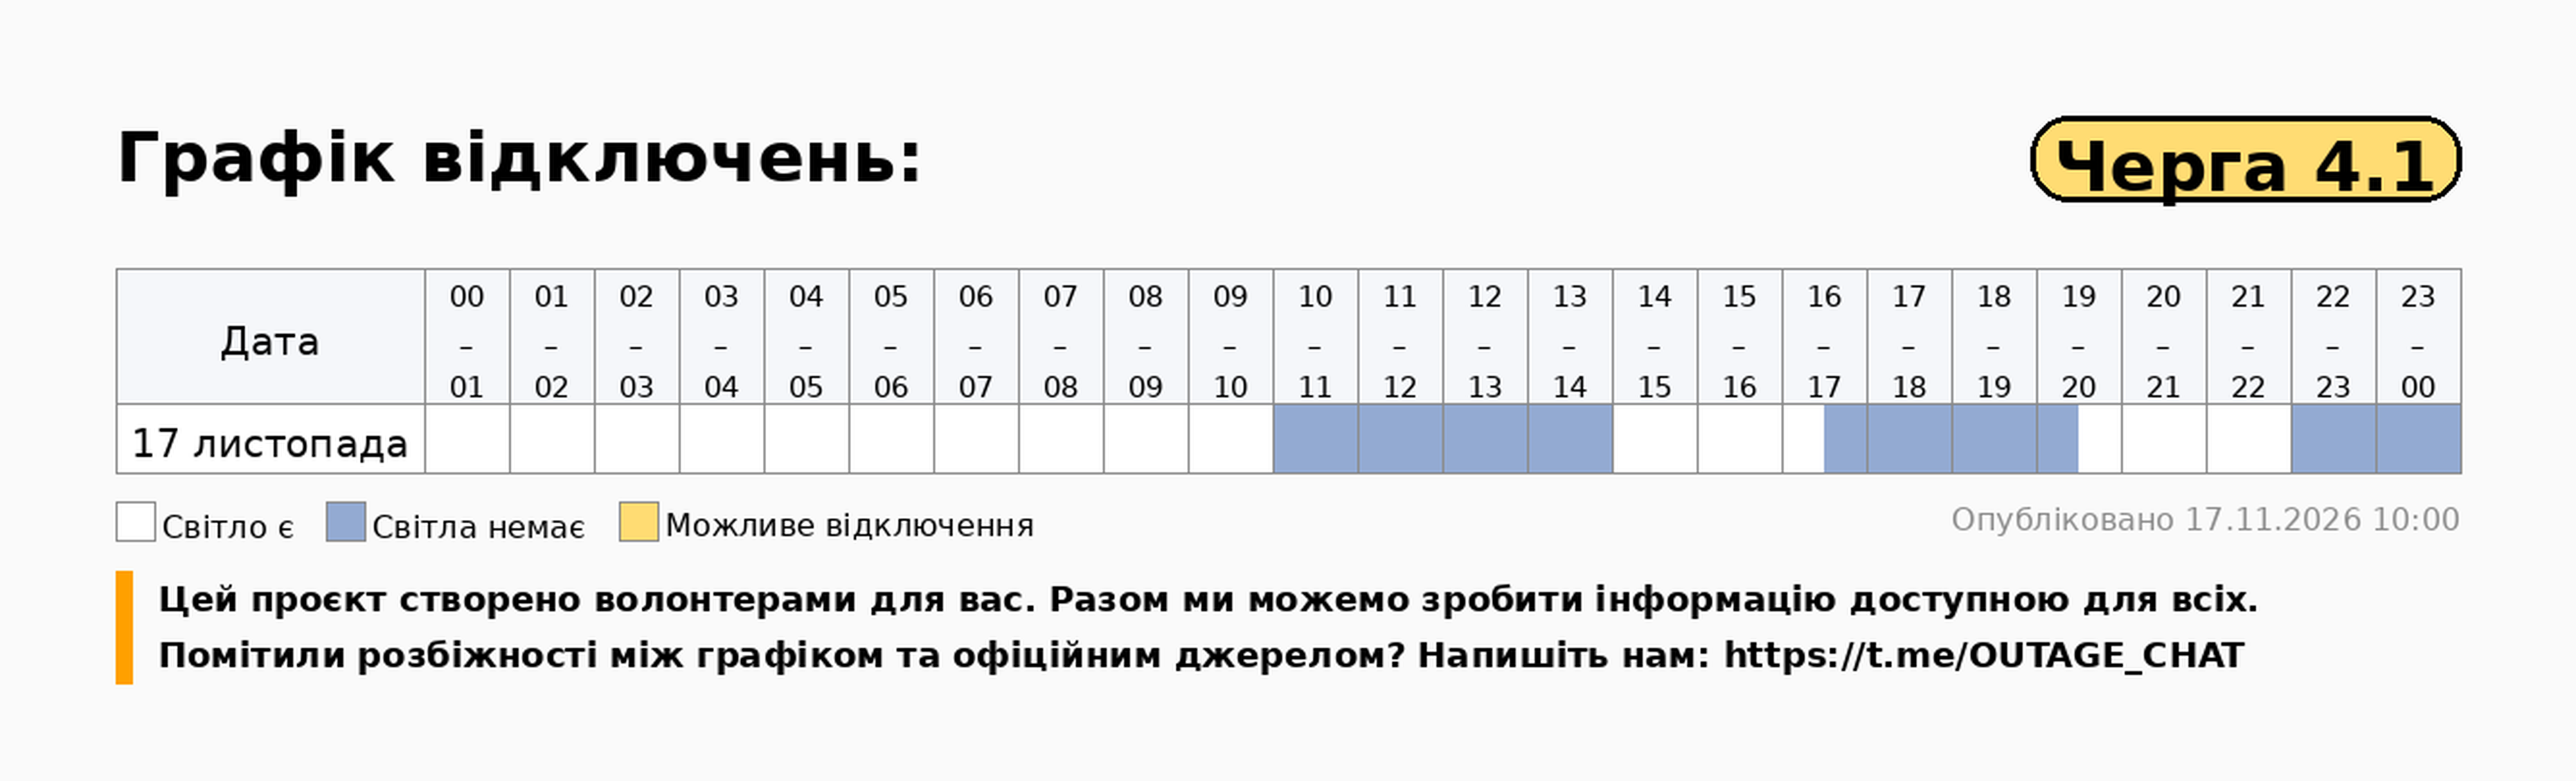 Графік відключень:
Черга 4.1
Дата
00 – 01
01 – 02
02 – 03
03 – 04
04 – 05
05 – 06
06 – 07
07 – 08
08 – 09
09 – 10
10 – 11
11 – 12
12 – 13
13 – 14
14 – 15
15 – 16
16 – 17
17 – 18
18 – 19
19 – 20
20 – 21
21 – 22
22 – 23
23 – 00
17 листопада
Світло є
Світла немає
Можливе відключення
Опубліковано 17.11.2026 10:00
Цей проєкт створено волонтерами для вас. Разом ми можемо зробити інформацію доступною для всіх.
Помітили розбіжності між графіком та офіційним джерелом? Напишіть нам: https://t.me/OUTAGE_CHAT